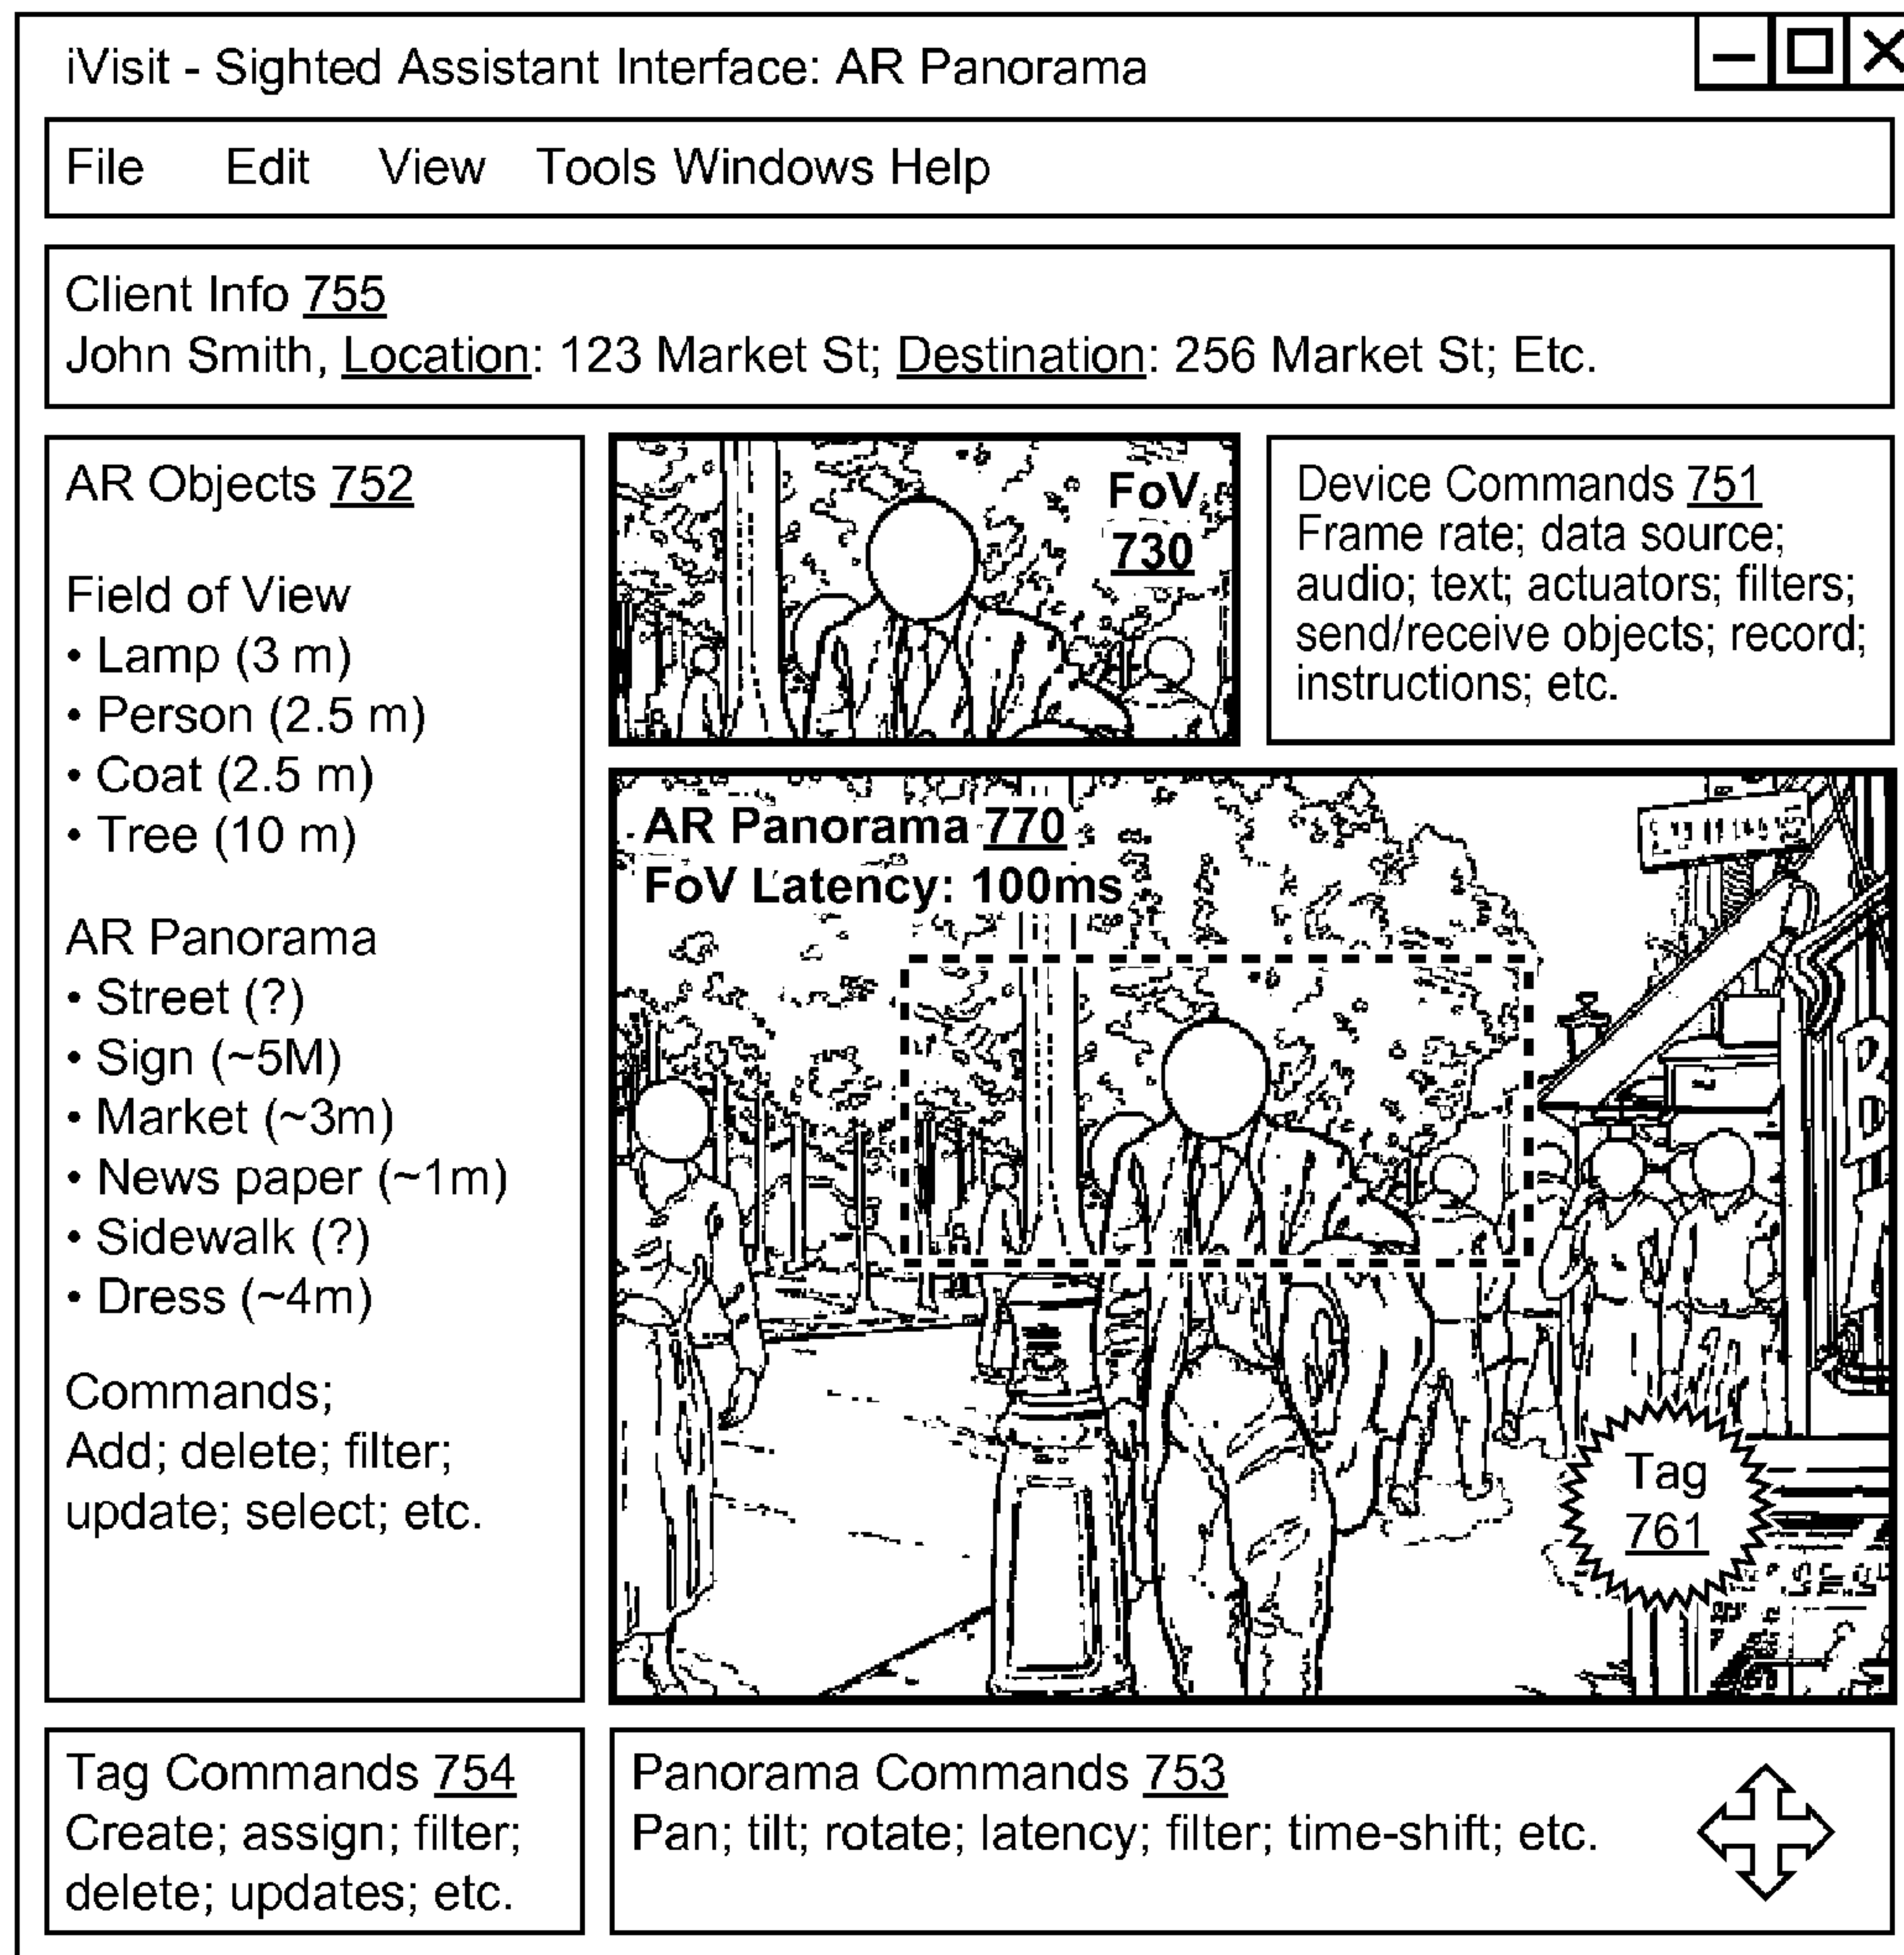 iVisit - Sighted Assistant Interface: AR Panorama
File Edit View Tools Windows Help
Client Info 755
John Smith, Location: 123 Market St; Destination: 256 Market St; Etc.
AR Objects 752
Field of View
• Lamp (3 m)
• Person (2.5 m)
• Coat (2.5 m)
• Tree (10 m)
AR Panorama
• Street (?)
• Sign (~5M)
• Market (~3m)
• News paper (~1m)
• Sidewalk (?)
• Dress (~4m)
Commands;
Add; delete; filter;
update; select; etc.
FoV
730
Device Commands 751
Frame rate; data source;
audio; text; actuators; filters;
send/receive objects; record;
instructions; etc.
AR Panorama 770
FoV Latency: 100ms
Tag
761
Tag Commands 754
Create; assign; filter;
delete; updates; etc.
Panorama Commands 753
Pan; tilt; rotate; latency; filter; time-shift; etc.